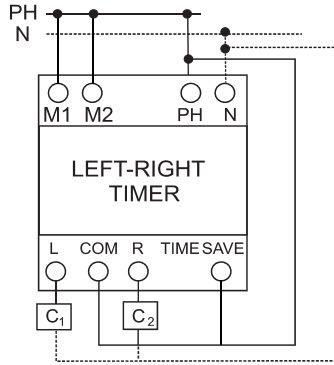 PH
N
M1 M2 PH N
LEFT-RIGHT
TIMER
L COM R TIME SAVE
C1 C2